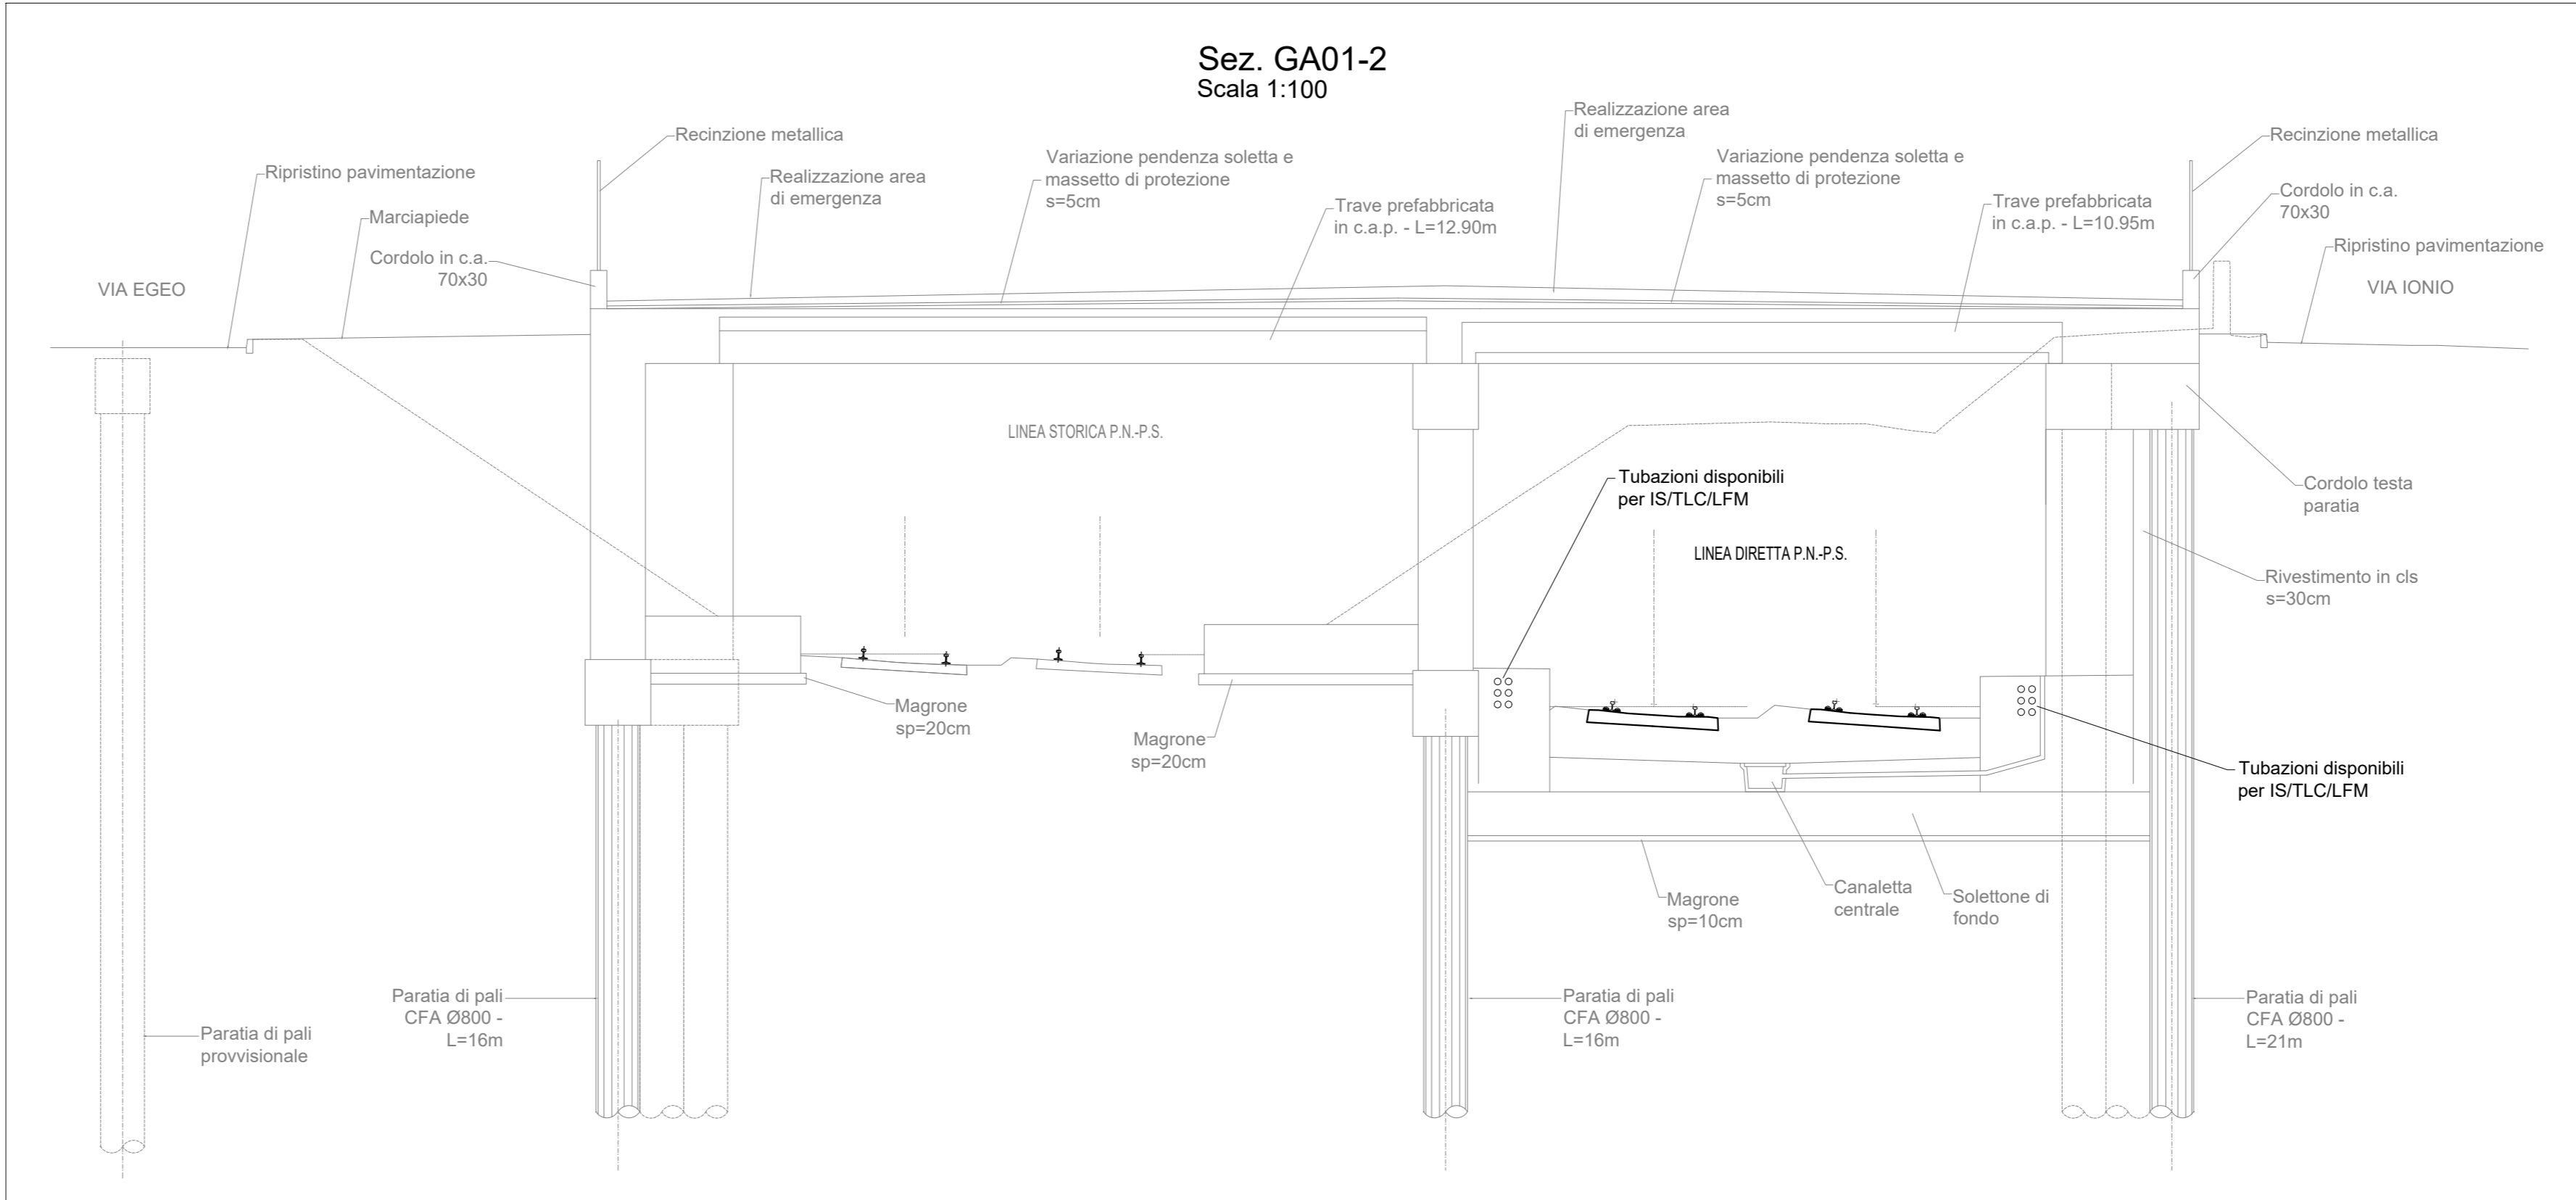 Sez. GA01-2
Scala 1:100
Recinzione metallica
Ripristino pavimentazione
Realizzazione area
di emergenza
Marciapiede
Cordolo in c.a.
70x30
VIA EGEO
Variazione pendenza soletta e
massetto di protezione
s=5cm
Trave prefabbricata
in c.a.p. - L=12.90m
Realizzazione area
di emergenza
Variazione pendenza soletta e
massetto di protezione
s=5cm
Trave prefabbricata
in c.a.p. - L=10.95m
Recinzione metallica
Cordolo in c.a.
70x30
Ripristino pavimentazione
VIA IONIO
LINEA STORICA P.N.-P.S.
Tubazioni disponibili
per IS/TLC/LFM
LINEA DIRETTA P.N.-P.S.
Cordolo testa
paratia
Rivestimento in cls
s=30cm
Magrone
sp=20cm
Magrone
sp=20cm
Tubazioni disponibili
per IS/TLC/LFM
Magrone
sp=10cm
Canaletta
centrale
Solettone di
fondo
Paratia di pali
provvisionale
Paratia di pali
CFA Ø800 -
L=16m
Paratia di pali
CFA Ø800 -
L=16m
Paratia di pali
CFA Ø800 -
L=21m